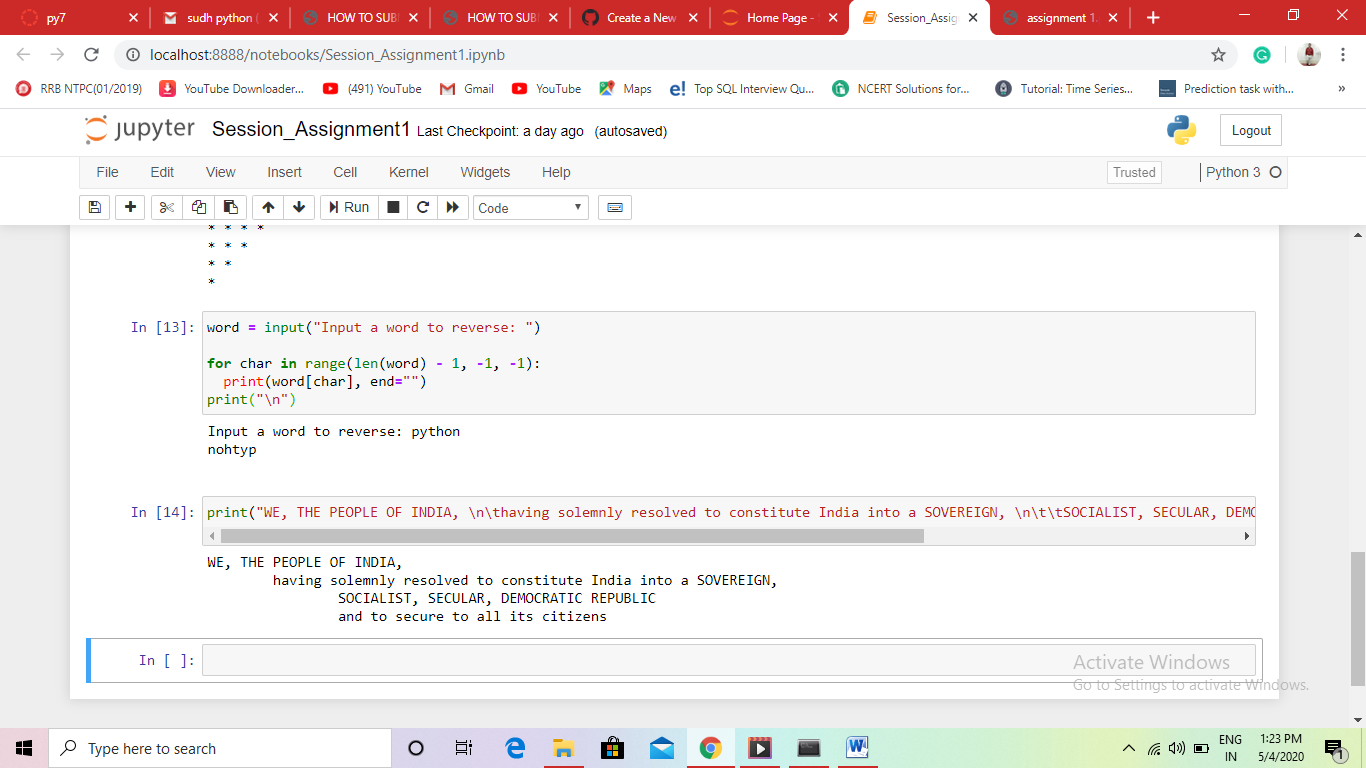 py7
sudh python (
HOW TO SUB
HOW TO SUB
Create a New
Home Page -
Session_Assig
assignment 1.
localhost:8888/notebooks/Session_Assignment1.ipynb
RRB NTPC(01/2019)
YouTube Downloader...
(491) YouTube
Gmail
YouTube
Maps
e! Top SQL Interview Qu...
NCERT Solutions for...
Tutorial: Time Series...
Prediction task with...
»
jupyter Session_Assignment1 Last Checkpoint: a day ago (autosaved)
Logout
File Edit View Insert Cell Kernel Widgets Help
Trusted
Python 3
Run
Code
* * * *
* * *
* *
*
In [13]: word = input("Input a word to reverse: ")
for char in range(len(word) - 1, -1, -1):
print(word[char], end="")
print("\n")
Input a word to reverse: python
nohtyp
In [14]: print("WE, THE PEOPLE OF INDIA, \n\thaving solemnly resolved to constitute India into a SOVEREIGN, \n\t\tSOCIALIST, SECULAR, DEMO
WE, THE PEOPLE OF INDIA,
having solemnly resolved to constitute India into a SOVEREIGN,
SOCIALIST, SECULAR, DEMOCRATIC REPUBLIC
and to secure to all its citizens
In [ ]:
Activate Windows
Go to Settings to activate Windows.
Type here to search
ENG
IN
1:23 PM
5/4/2020
1